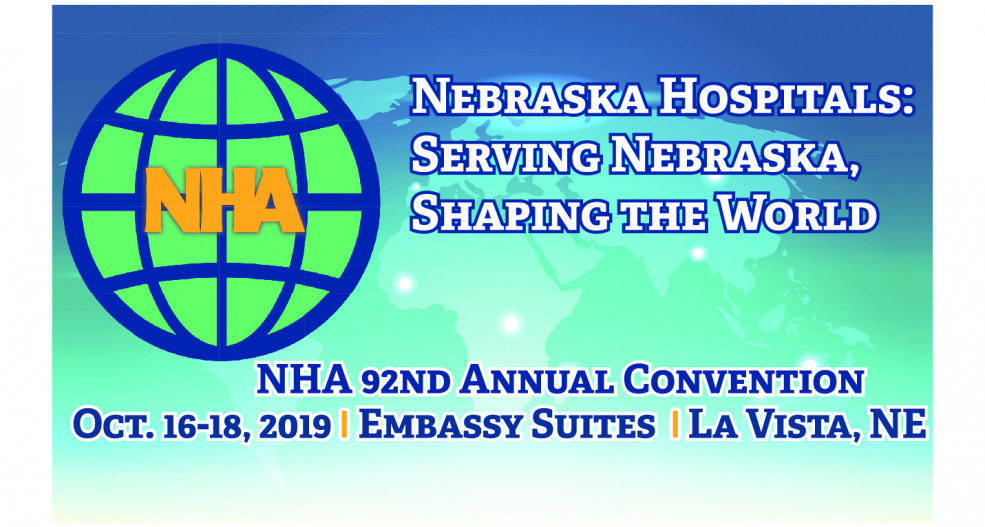 NHA
Nebraska Hospitals:
Serving Nebraska,
Shaping the World
NHA 92nd Annual Convention
Oct. 16-18, 2019 | Embassy Suites | La Vista, NE